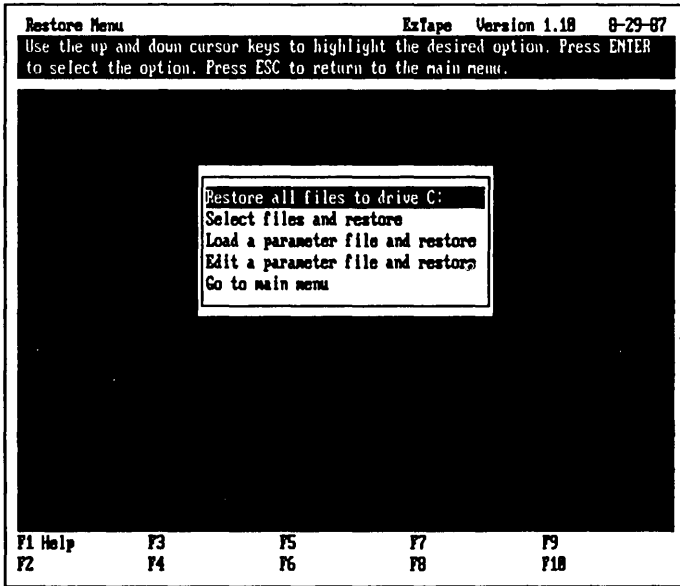 Restore Menu ExTape Version 1.10 8-29-87
Use the up and down cursor keys to highlight the desired option. Press ENTER
to select the option. Press ESC to return to the main menu.
Restore all files to drive C:
Select files and restore
Load a parameter file and restore
Edit a parameter file and restore
Go to main menu
F1 Help F3 F5 F7 F9
F2 F4 F6 F8 F10